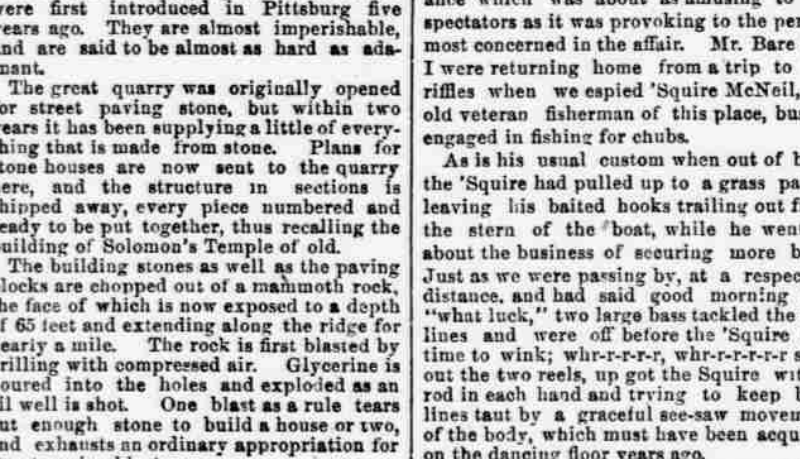 were first introduced in Pittsburg five
years ago. They are almost imperishable,
and are said to be almost as hard as ada-
mant.
The great quarry was originally opened
for street paving stone, but within two
years it has been supplying a little of every-
thing that is made from stone. Plans for
stone houses are now sent to the quarry
here, and the structure in sections is
shipped away, every piece numbered and
ready to be put together, thus recalling the
building of Solomon's Temple of old.
The building stones as well as the paving
blocks are chopped out of a mammoth rock,
the face of which is now exposed to a depth
of 65 feet and extending along the ridge for
nearly a mile. The rock is first blasted by
drilling with compressed air. Glycerine is
poured into the holes and exploded as an
oil well is shot. One blast as a rule tears
out enough stone to build a house or two,
and exhausts an ordinary appropriation for
ance which was about as amusing to
spectators as it was provoking to the per
most concerned in the affair. Mr. Bare
I were returning home from a trip to
riffles when we espied 'Squire McNeil,
old veteran fisherman of this place, bus
engaged in fishing for chubs.
As is his usual custom when out of b
the 'Squire had pulled up to a grass pa
leaving his baited hooks trailing out f
the stern of the boat, while he went
about the business of securing more b
Just as we were passing by, at a respec
distance, and had said good morning
"what luck," two large bass tackled the
lines and were off before the 'Squire
time to wink; whr-r-r-r-r, whr-r-r-r-r-r s
out the two reels, up got the Squire wit
rod in each hand and trying to keep b
lines taut by a graceful see-saw movem
of the body, which must have been acqu
on the dancing floor years ago.